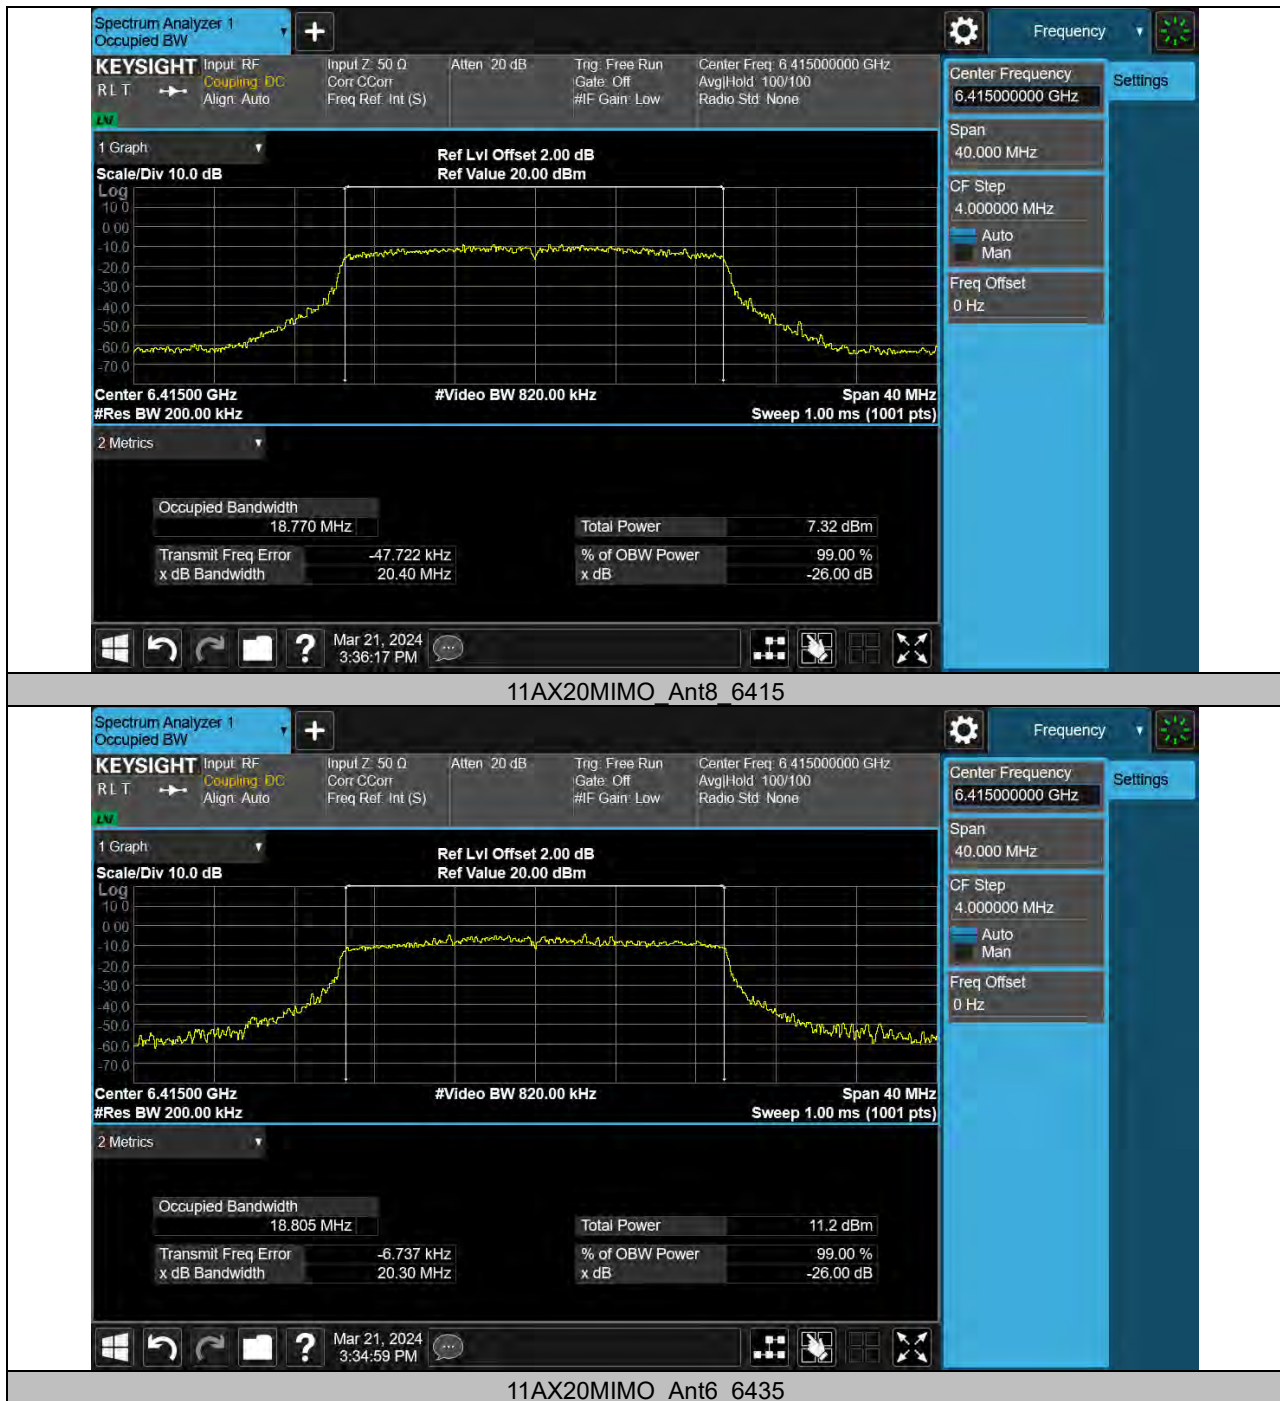 Spectrum Analyzer 1
Occupied BW
+
Frequency
KEYSIGHT
RLT
Input: RF
Coupling: DC
Align: Auto
Input Z: 50 Ω
Corr CCorr
Freq Ref: Int (S)
Atten: 20 dB
Trig: Free Run
Gate: Off
#IF Gain: Low
Center Freq: 6.415000000 GHz
Avg|Hold: 100/100
Radio Std: None
Center Frequency
6.415000000 GHz
Settings
Span
40.000 MHz
CF Step
4.000000 MHz
Auto
Man
Freq Offset
0 Hz
1 Graph
Scale/Div 10.0 dB
Ref Lvl Offset 2.00 dB
Ref Value 20.00 dBm
Log
10.0
0.00
-10.0
-20.0
-30.0
-40.0
-50.0
-60.0
-70.0
Center 6.41500 GHz
#Res BW 200.00 kHz
#Video BW 820.00 kHz
Span 40 MHz
Sweep 1.00 ms (1001 pts)
2 Metrics
Occupied Bandwidth
18.770 MHz
Total Power 7.32 dBm
Transmit Freq Error -47.722 kHz
% of OBW Power 99.00 %
x dB Bandwidth 20.40 MHz
x dB -26.00 dB
?
Mar 21, 2024
3:36:17 PM
11AX20MIMO_Ant8_6415
Spectrum Analyzer 1
Occupied BW
+
Frequency
KEYSIGHT
RLT
Input: RF
Coupling: DC
Align: Auto
Input Z: 50 Ω
Corr CCorr
Freq Ref: Int (S)
Atten: 20 dB
Trig: Free Run
Gate: Off
#IF Gain: Low
Center Freq: 6.415000000 GHz
Avg|Hold: 100/100
Radio Std: None
Center Frequency
6.415000000 GHz
Settings
Span
40.000 MHz
CF Step
4.000000 MHz
Auto
Man
Freq Offset
0 Hz
1 Graph
Scale/Div 10.0 dB
Ref Lvl Offset 2.00 dB
Ref Value 20.00 dBm
Log
10.0
0.00
-10.0
-20.0
-30.0
-40.0
-50.0
-60.0
-70.0
Center 6.41500 GHz
#Res BW 200.00 kHz
#Video BW 820.00 kHz
Span 40 MHz
Sweep 1.00 ms (1001 pts)
2 Metrics
Occupied Bandwidth
18.805 MHz
Total Power 11.2 dBm
Transmit Freq Error -6.737 kHz
% of OBW Power 99.00 %
x dB Bandwidth 20.30 MHz
x dB -26.00 dB
?
Mar 21, 2024
3:34:59 PM
11AX20MIMO_Ant6_6435